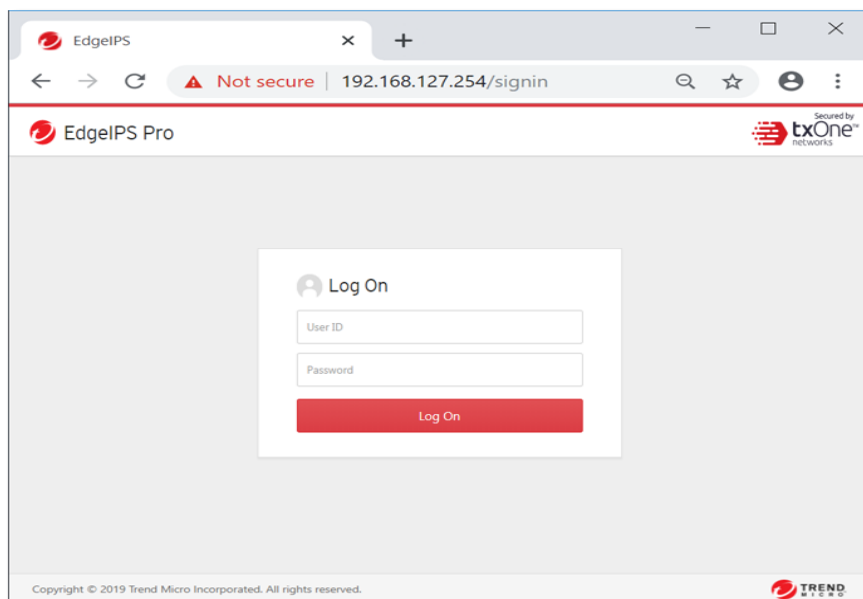 EdgeIPS
Not secure | 192.168.127.254/signin
EdgeIPS Pro
Secured by
txOne™
networks
Log On
User ID
Password
Log On
Copyright © 2019 Trend Micro Incorporated. All rights reserved.
TREND
MICRO